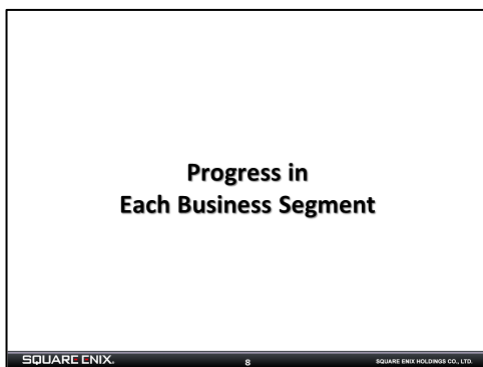 Progress in
Each Business Segment
SQUARE ENIX.
8
SQUARE ENIX HOLDINGS CO., LTD.